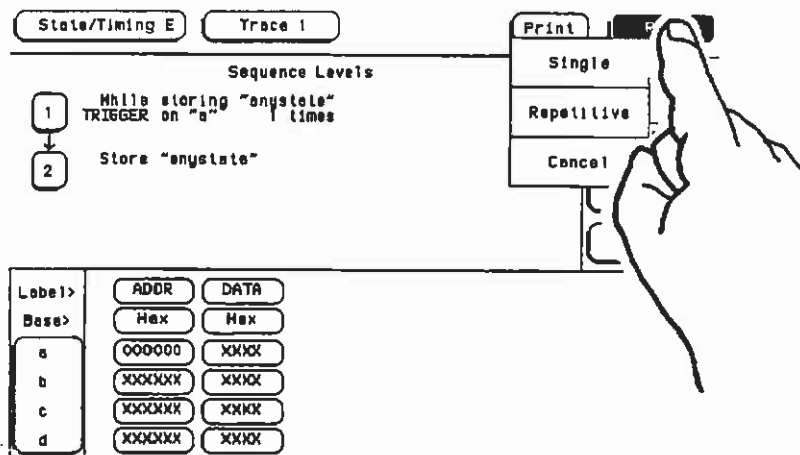 State/Timing E Trace 1 Print
Single
Repetitive
Cancel
Sequence Levels
1 While storing "anystate"
TRIGGER on "a" 1 times
2 Store "anystate"
Label> ADDR DATA
Base> Hex Hex
a 000000 XXXX
b XXXXXX XXXX
c XXXXXX XXXX
d XXXXXX XXXX